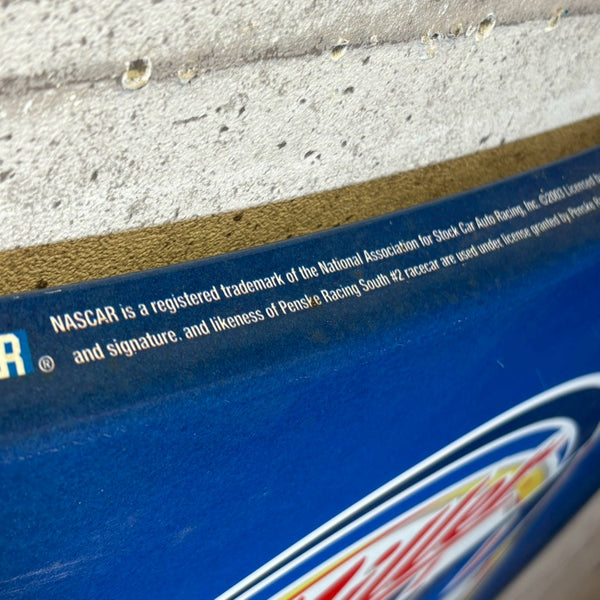 NASCAR is a registered trademark of the National Association for Stock Car Auto Racing, Inc. ©2003 Licensed
R® and signature, and likeness of Penske Racing South #2 racecar are used under license granted by Penske